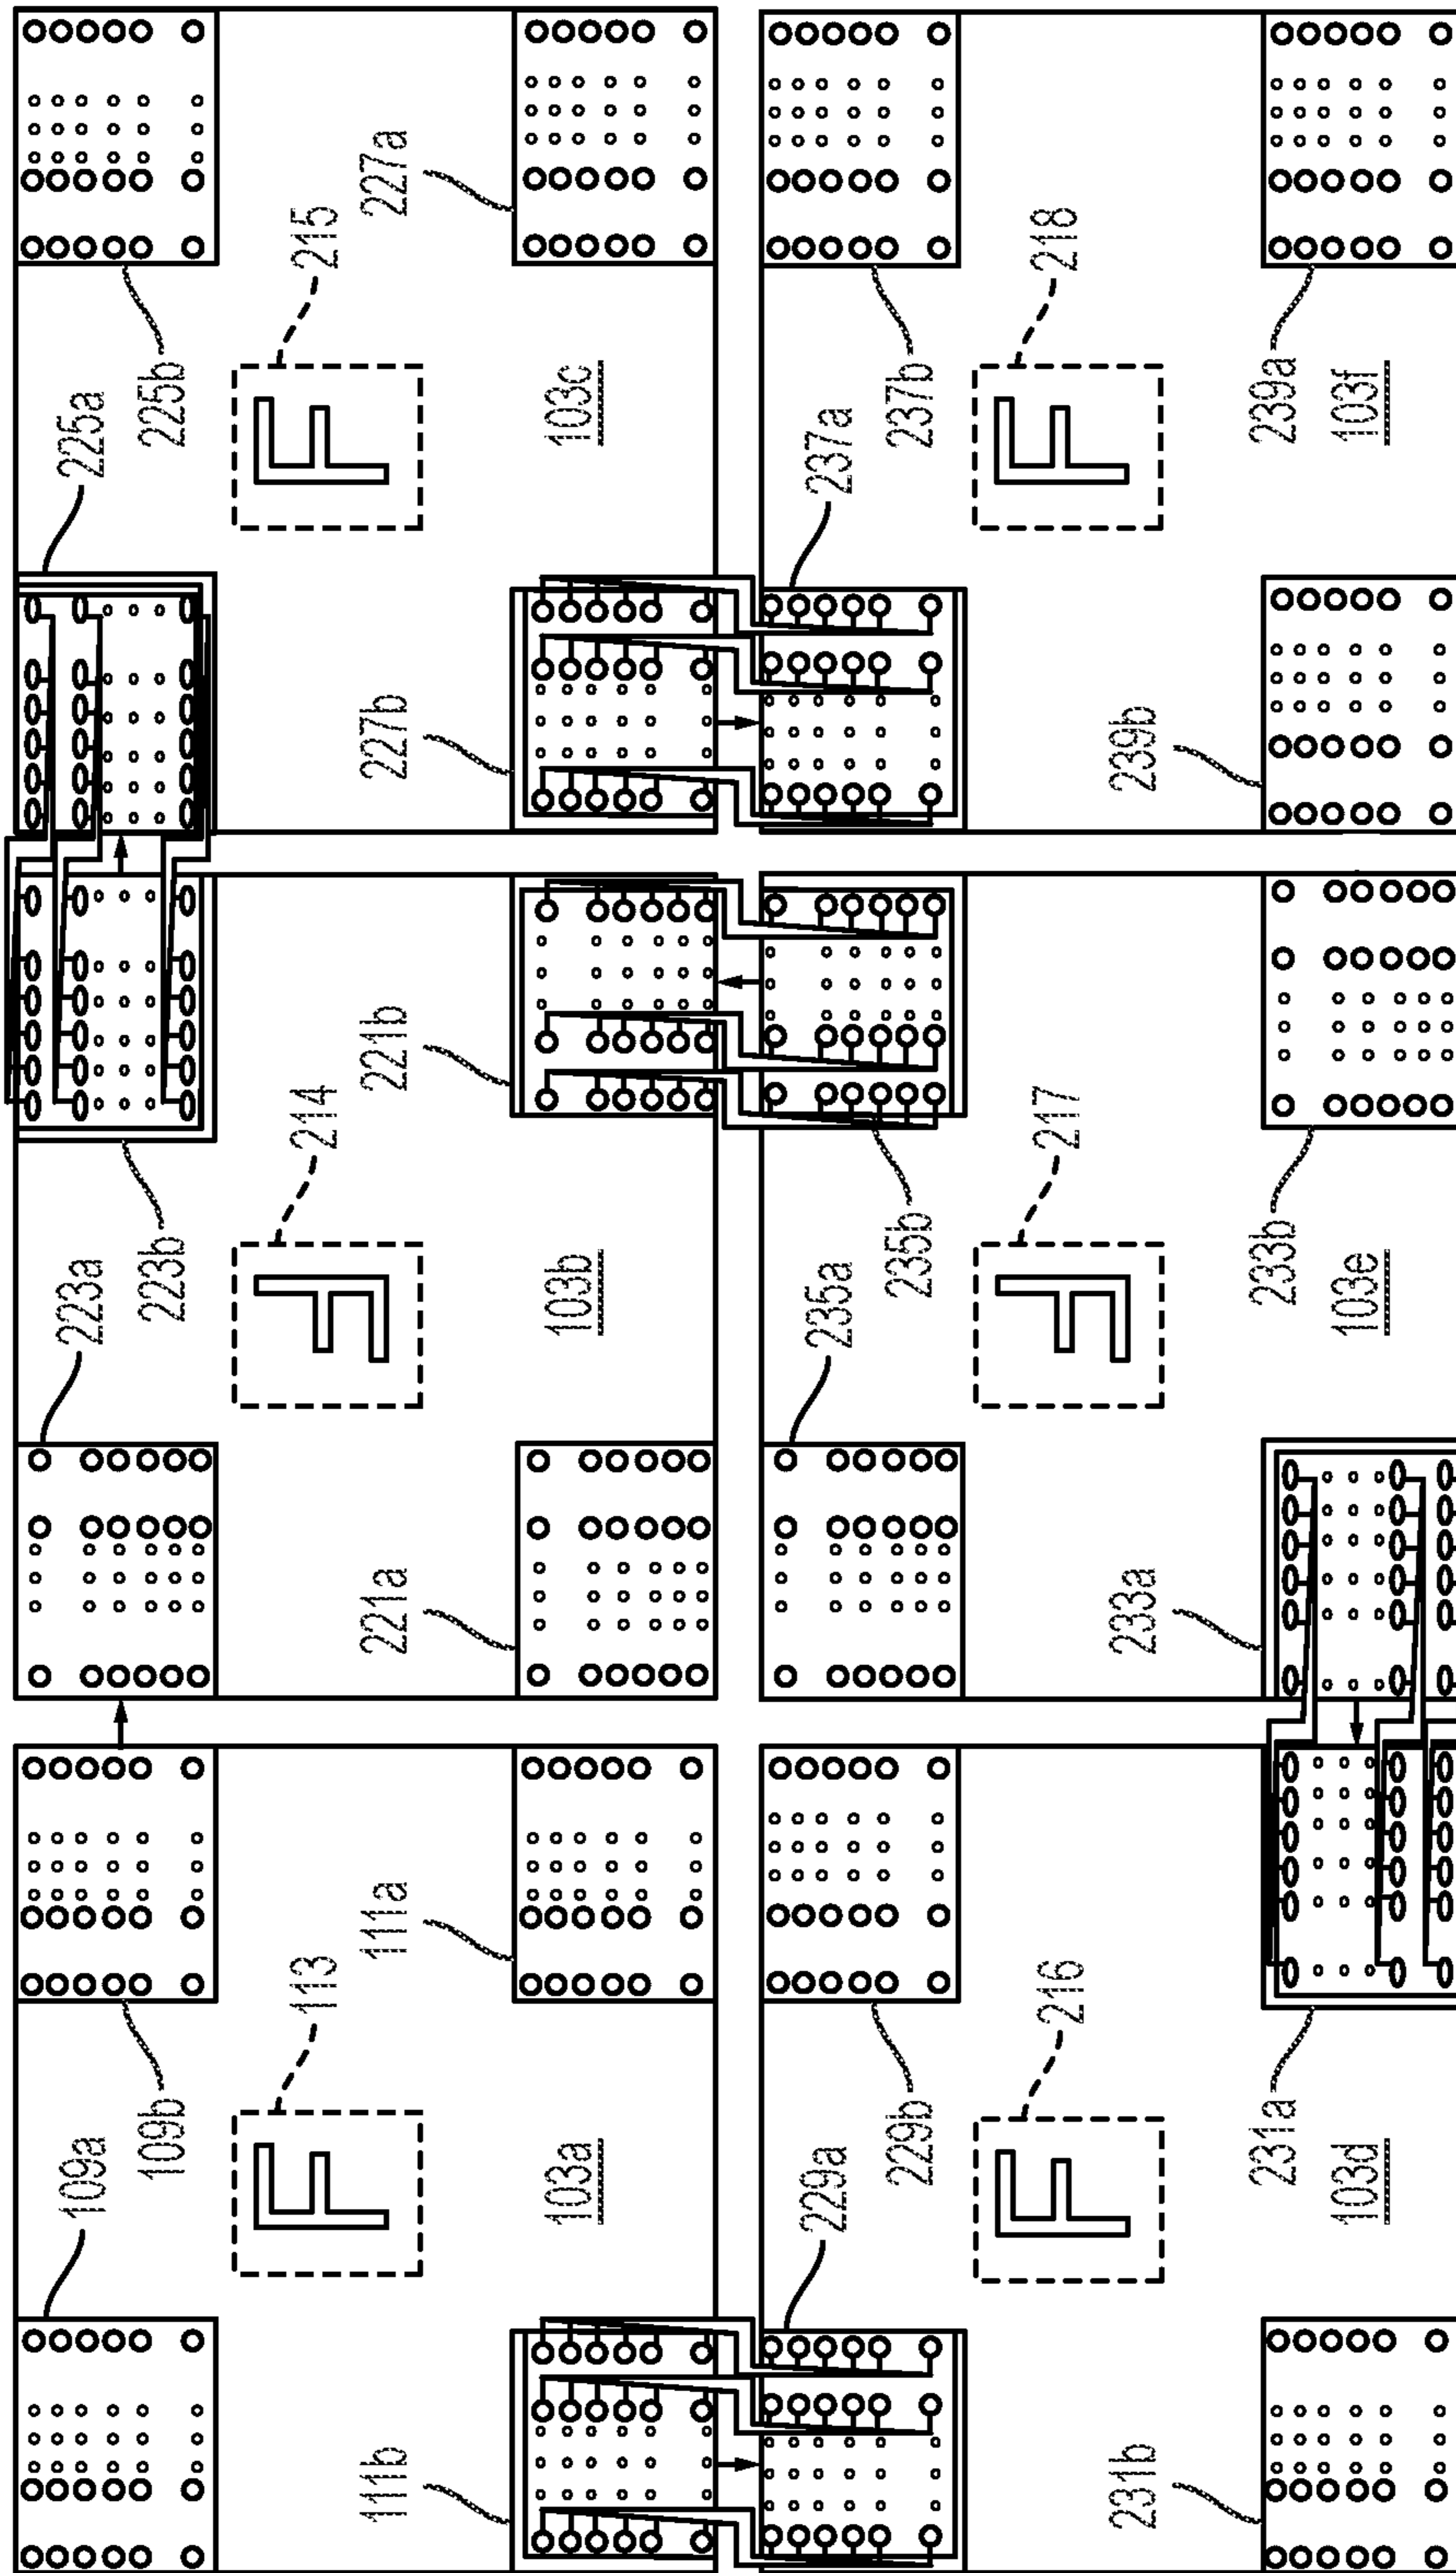 109a 223a 225a
109b 223b 225b
113 214 215
F F F
111b 111a 221a 221b 227b 227a
103a 103b 103c
229a 235a 237a
229b 235b 237b
216 217 218
F F F
231b 233a 239b
231a 233b 239a
103d 103e 103f